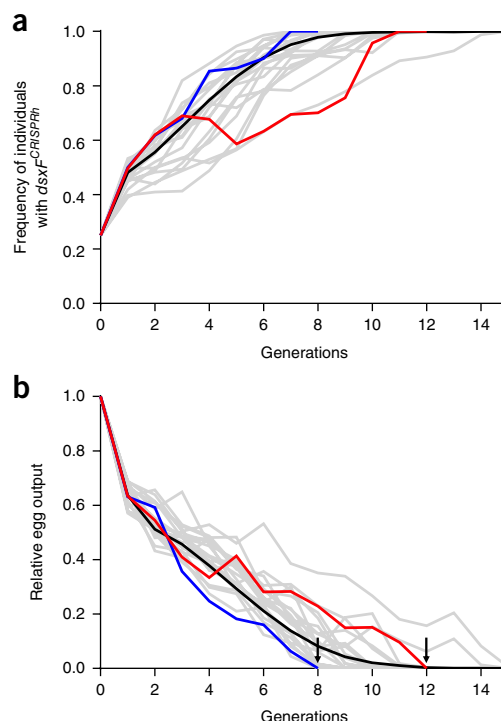 a
Frequency of individuals
with dsxF^CRISPRh
1.0
0.8
0.6
0.4
0.2
0.0
0 2 4 6 8 10 12 14
Generations
b
Relative egg output
1.0
0.8
0.6
0.4
0.2
0.0
0 2 4 6 8 10 12 14
Generations